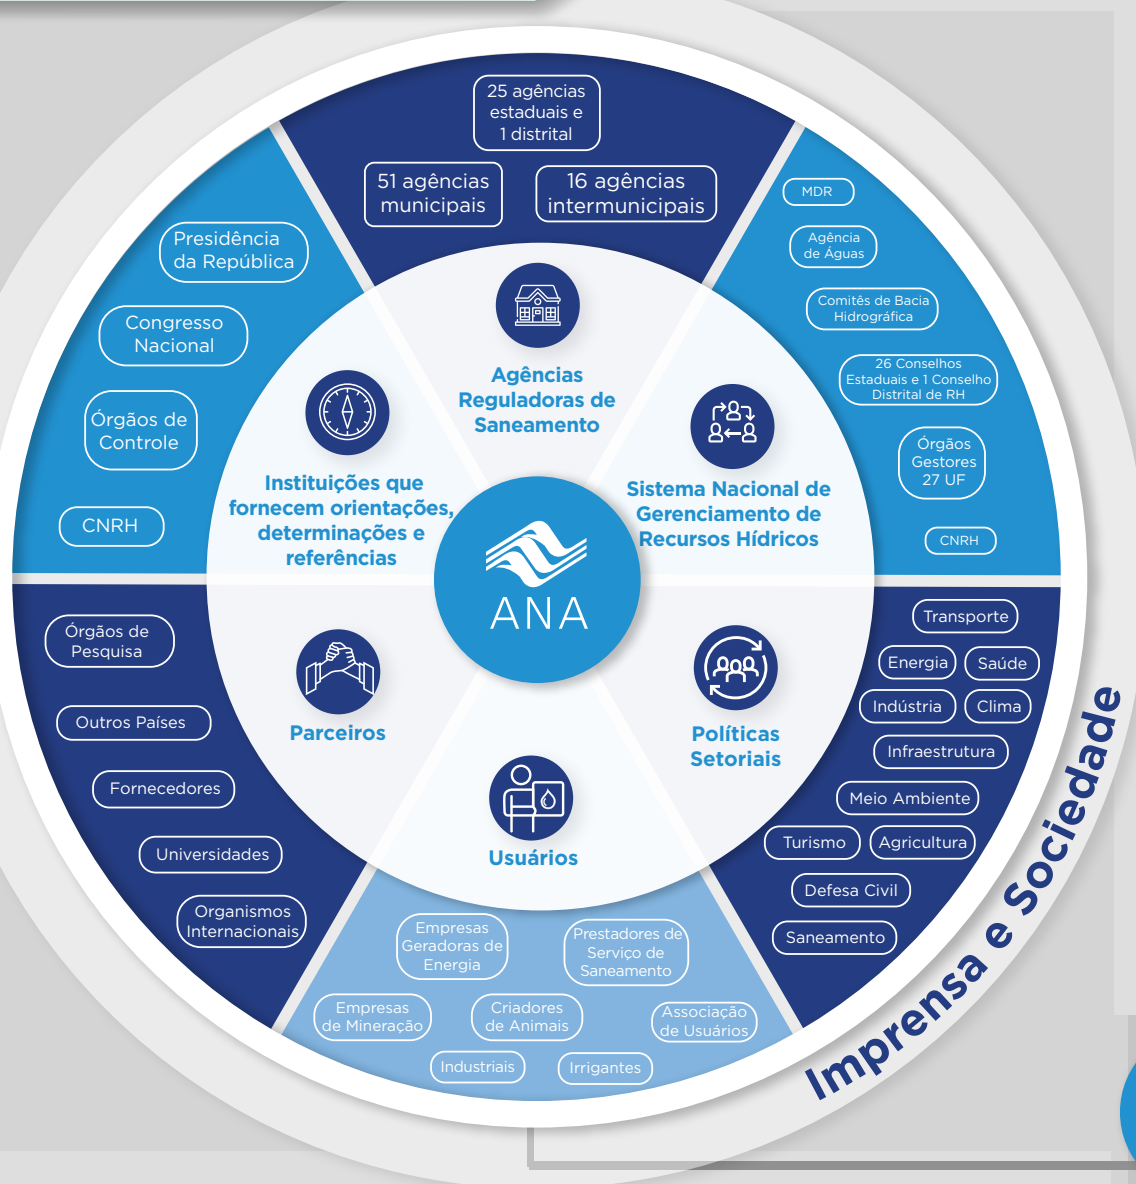 25 agências
estaduais e
1 distrital
51 agências
municipais
16 agências
intermunicipais
Agências
Reguladoras de
Saneamento
MDR
Agência
de Águas
Comitês de Bacia
Hidrográfica
26 Conselhos
Estaduais e 1 Conselho
Distrital de RH
Órgãos
Gestores
27 UF
CNRH
Sistema Nacional de
Gerenciamento de
Recursos Hídricos
Transporte
Energia
Saúde
Indústria
Clima
Infraestrutura
Meio Ambiente
Turismo
Agricultura
Defesa Civil
Saneamento
Políticas
Setoriais
Usuários
Empresas
Geradoras de
Energia
Prestadores de
Serviço de
Saneamento
Empresas
de Mineração
Criadores
de Animais
Associação
de Usuários
Industriais
Irrigantes
Parceiros
Órgãos de
Pesquisa
Outros Países
Fornecedores
Universidades
Organismos
Internacionais
Presidência
da República
Congresso
Nacional
Órgãos de
Controle
CNRH
Instituições que
fornecem orientações,
determinações e
referências
ANA
Imprensa e Sociedade